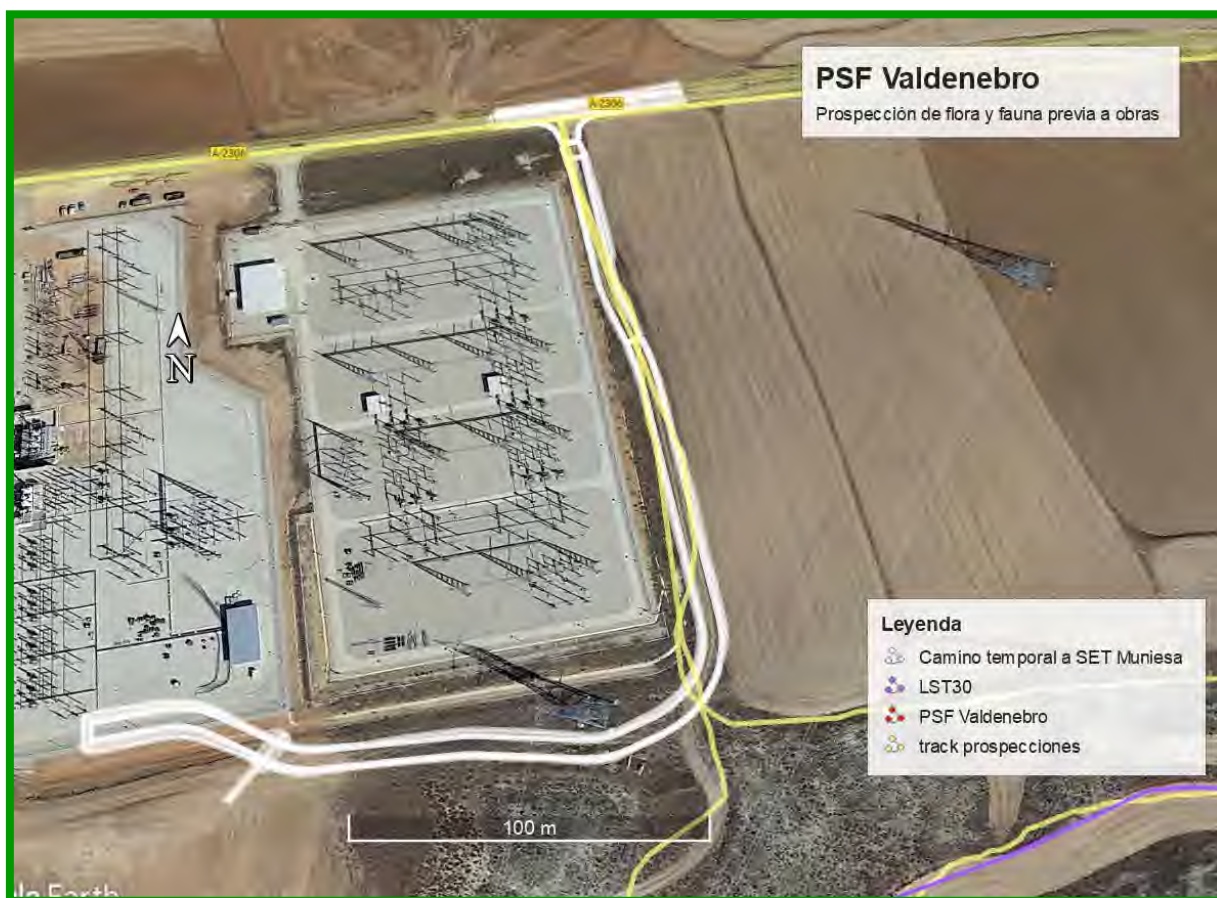 PSF Valdenebro
Prospección de flora y fauna previa a obras
A-2306
A-2306
N
Leyenda
Camino temporal a SET Muniesa
LST30
PSF Valdenebro
track prospecciones
100 m
Earth